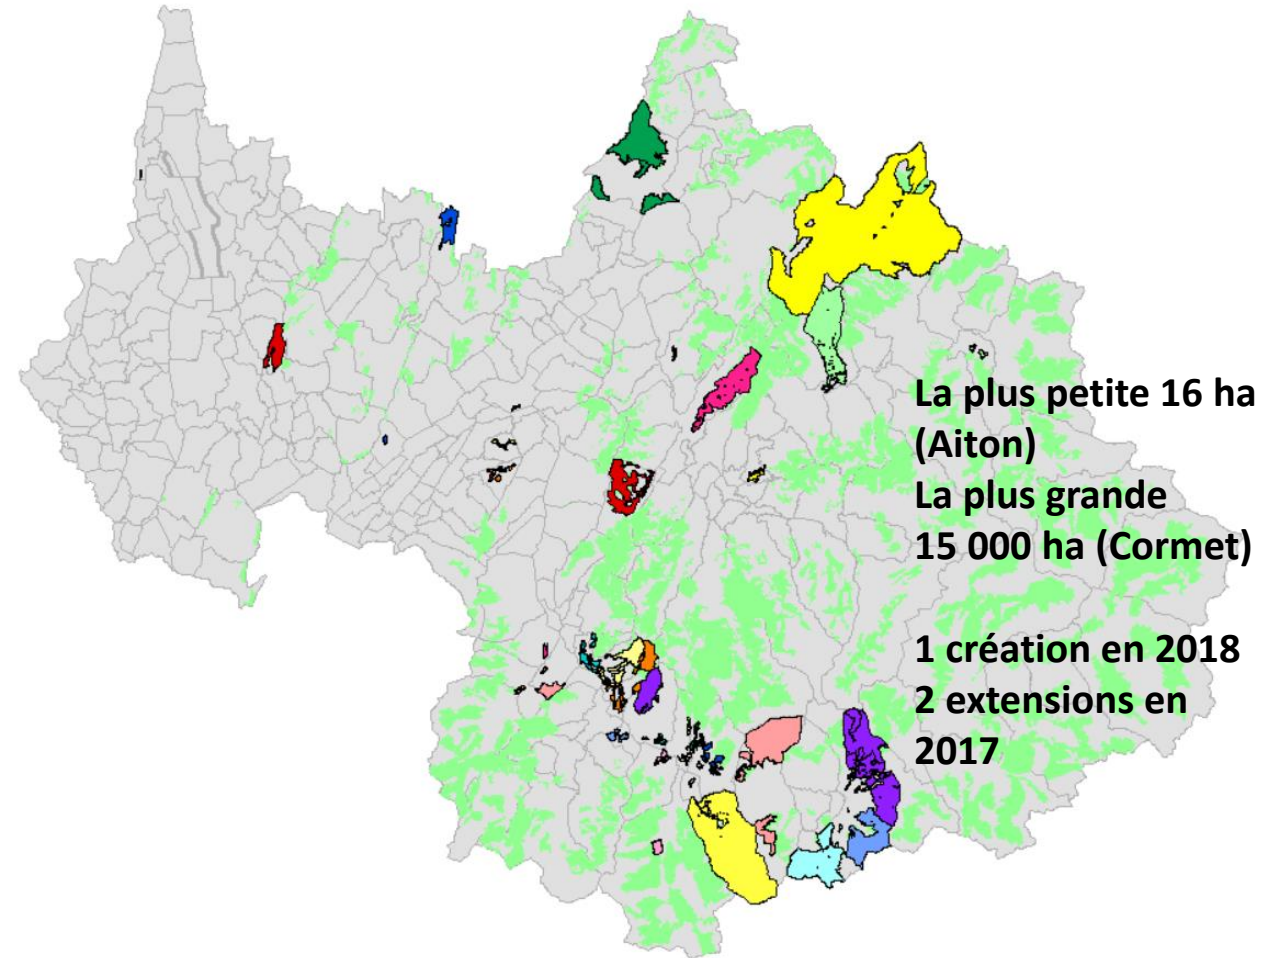 La plus petite 16 ha
(Aiton)
La plus grande
15 000 ha (Cormet)
1 création en 2018
2 extensions en
2017